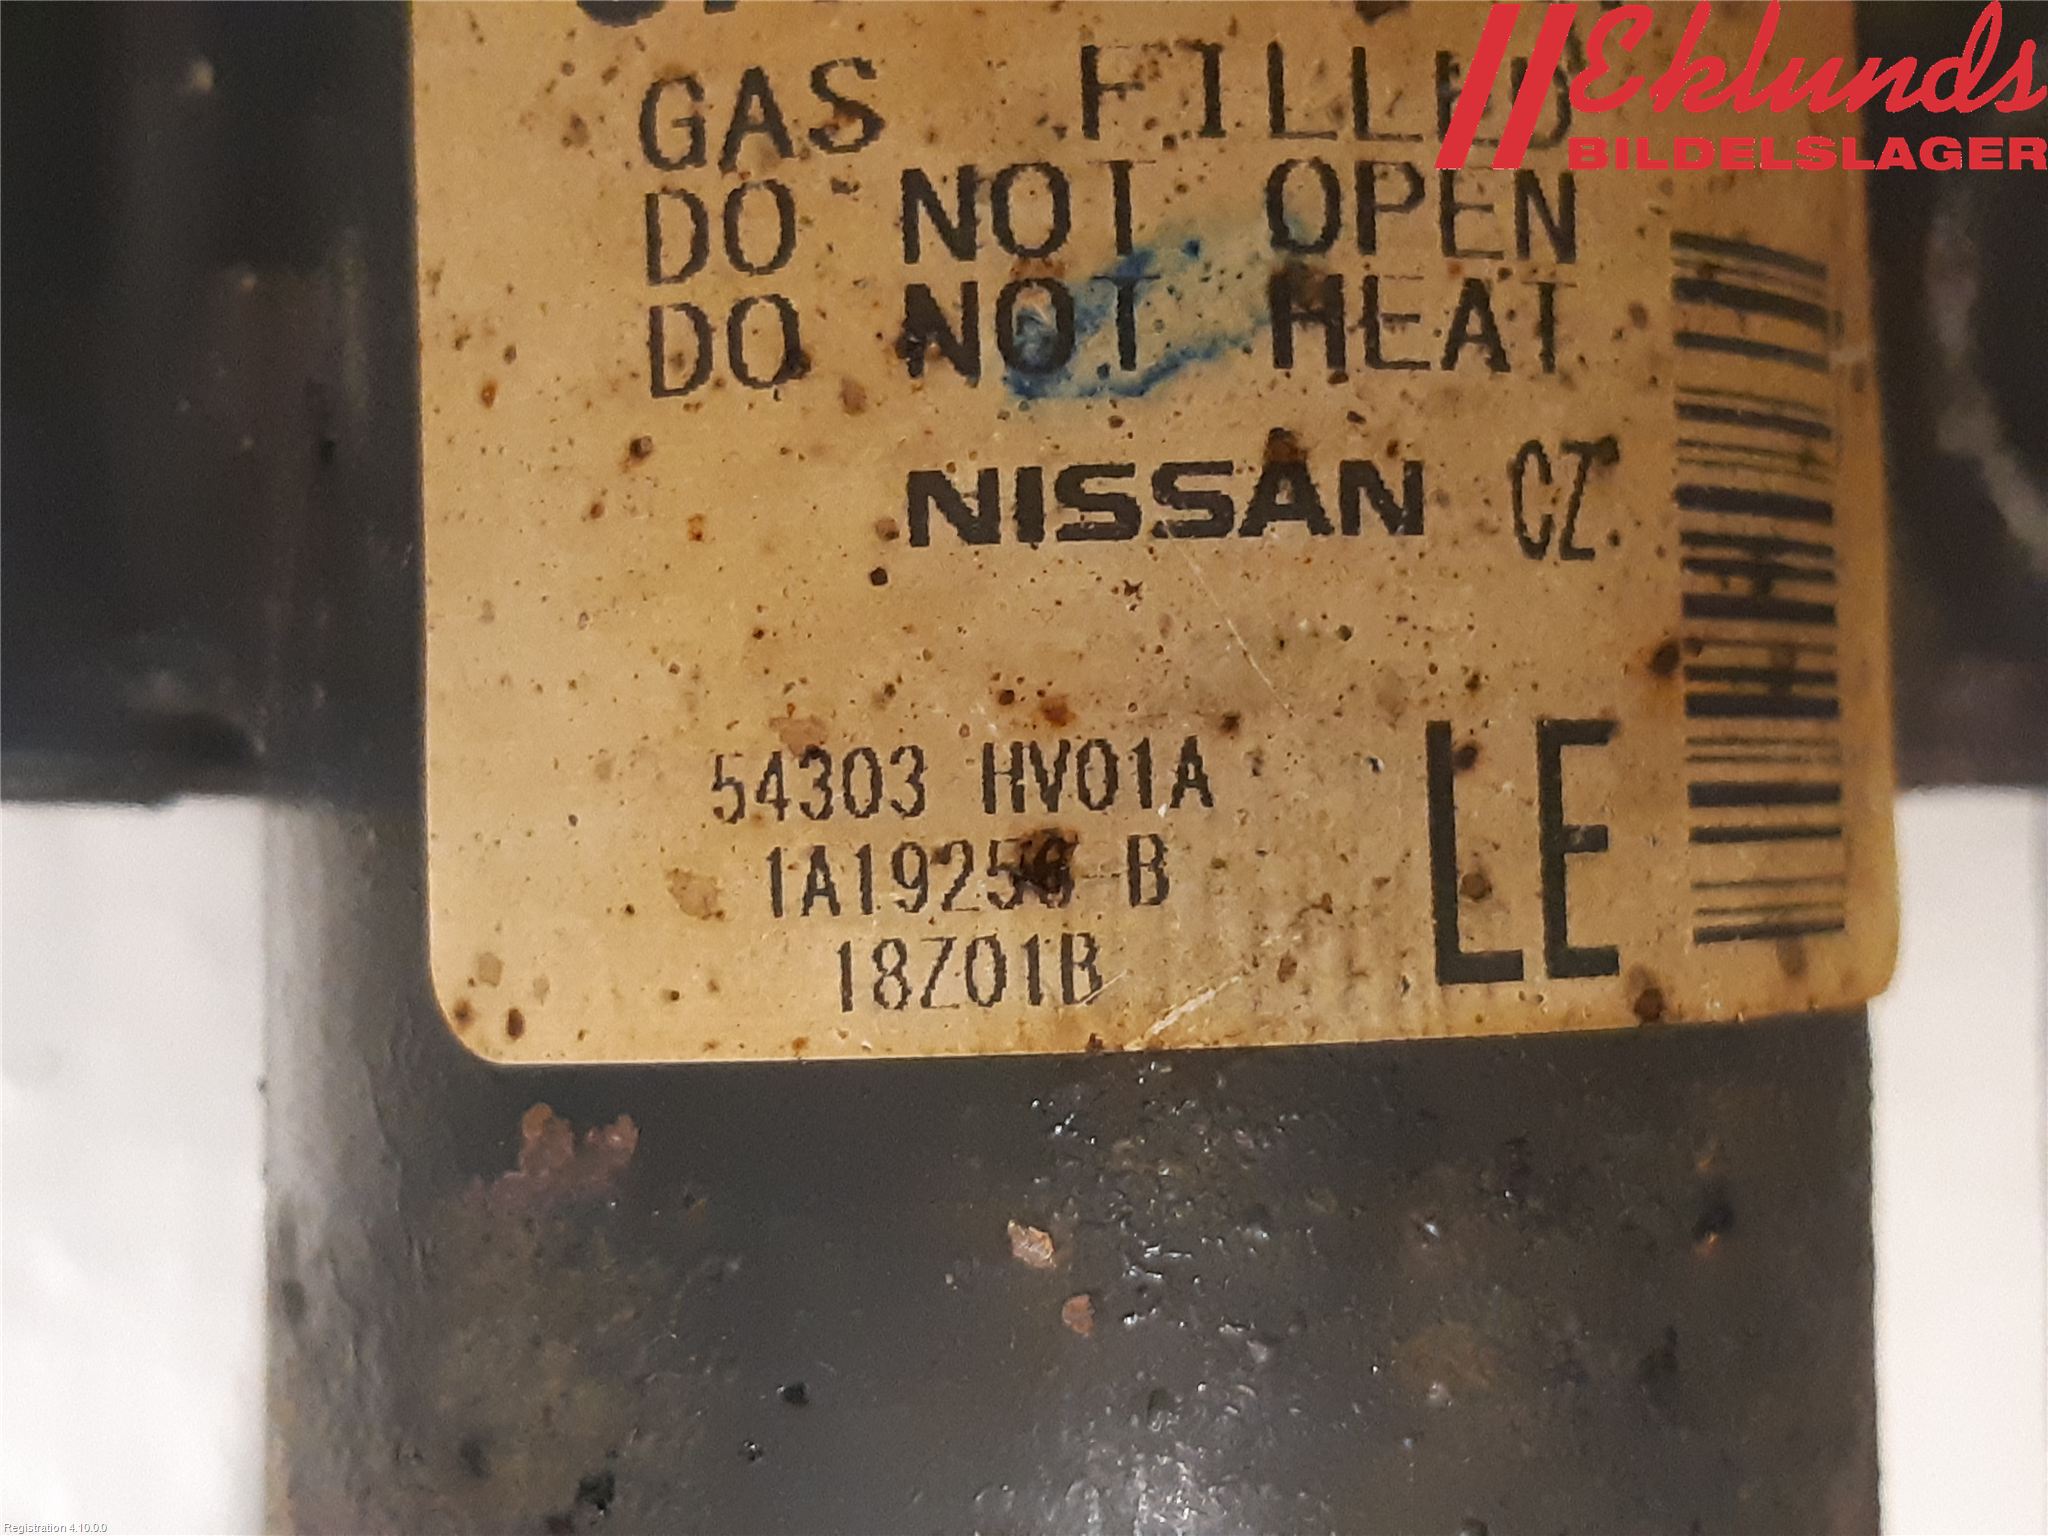 GAS FILLED
DO NOT OPEN
DO NOT HEAT
NISSAN CZ
54303 HV01A
LE
18Z01B
Eklunds
BILDELSLAGER
Registration 4.10.0.0